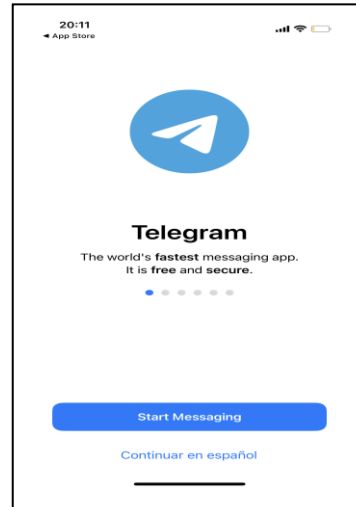 20:11
◀ App Store
Telegram
The world's fastest messaging app.
It is free and secure.
Start Messaging
Continuar en español